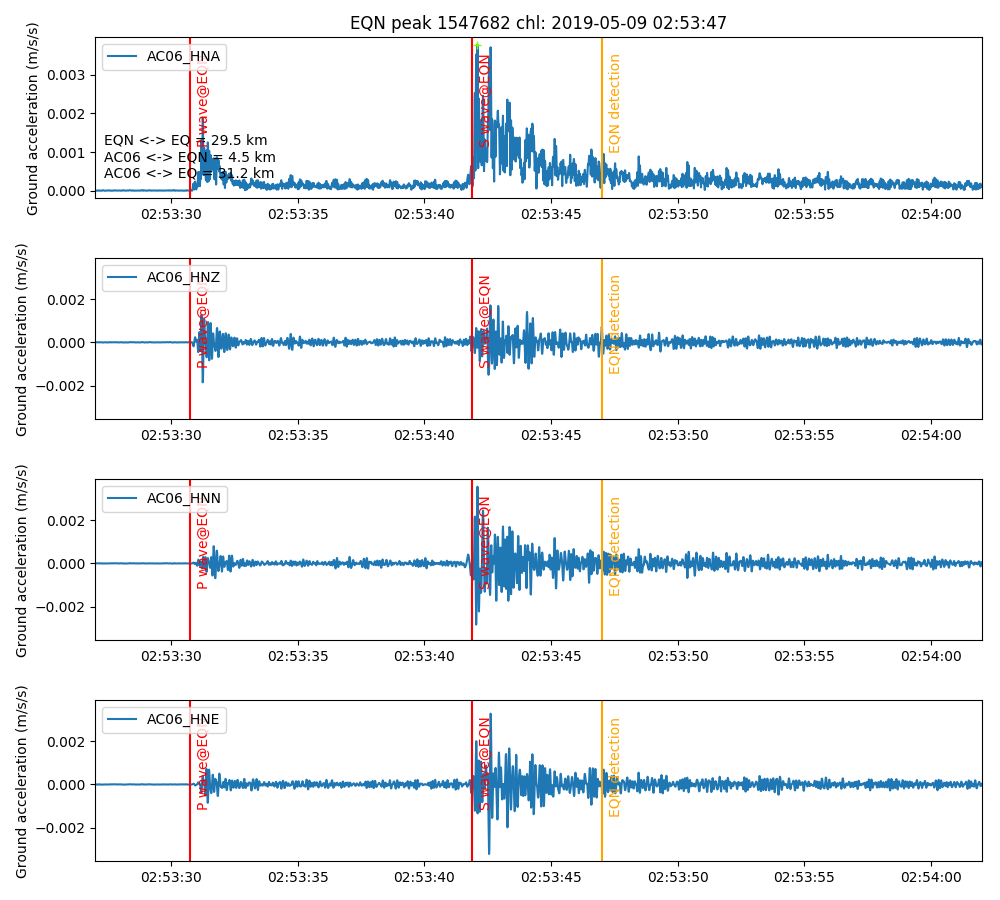 EQN peak 1547682 chl: 2019-05-09 02:53:47
Ground acceleration (m/s/s)
AC06_HNA
P wave@EQN
S wave@EQN
EQN detection
EQN <-> EQ = 29.5 km
AC06 <-> EQN = 4.5 km
AC06 <-> EQ = 31.2 km
0.003
0.002
0.001
0.000
02:53:30 02:53:35 02:53:40 02:53:45 02:53:50 02:53:55 02:54:00
Ground acceleration (m/s/s)
AC06_HNZ
P wave@EQN
S wave@EQN
EQN detection
0.002
0.000
−0.002
02:53:30 02:53:35 02:53:40 02:53:45 02:53:50 02:53:55 02:54:00
Ground acceleration (m/s/s)
AC06_HNN
P wave@EQN
S wave@EQN
EQN detection
0.002
0.000
−0.002
02:53:30 02:53:35 02:53:40 02:53:45 02:53:50 02:53:55 02:54:00
Ground acceleration (m/s/s)
AC06_HNE
P wave@EQN
S wave@EQN
EQN detection
0.002
0.000
−0.002
02:53:30 02:53:35 02:53:40 02:53:45 02:53:50 02:53:55 02:54:00